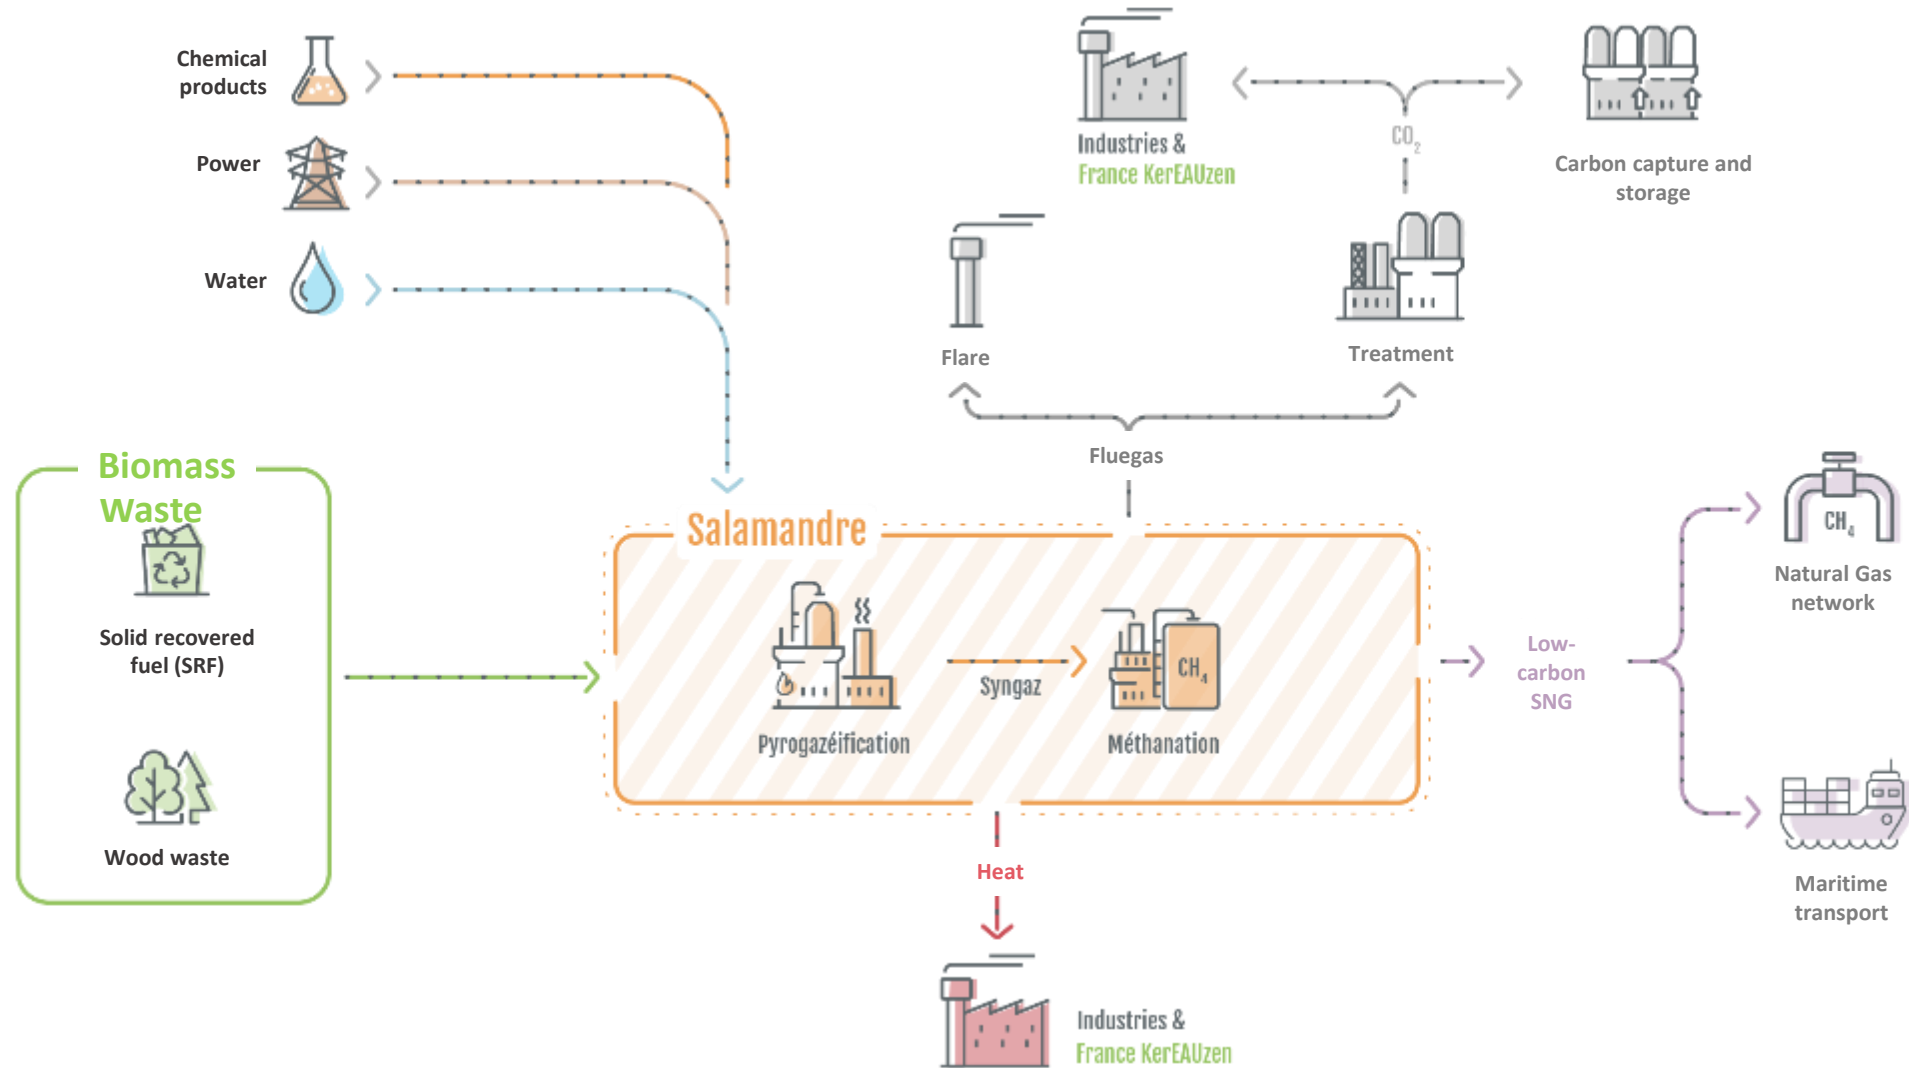 Chemical
products
Power
Water
Industries &
France KerEAUzen
CO2
Carbon capture and
storage
Flare
Treatment
Fluegas
Biomass
Waste
Solid recovered
fuel (SRF)
Wood waste
Salamandre
Pyrogazéification
Syngaz
CH4
Méthanation
Low-
carbon
SNG
CH4
Natural Gas
network
Maritime
transport
Heat
Industries &
France KerEAUzen